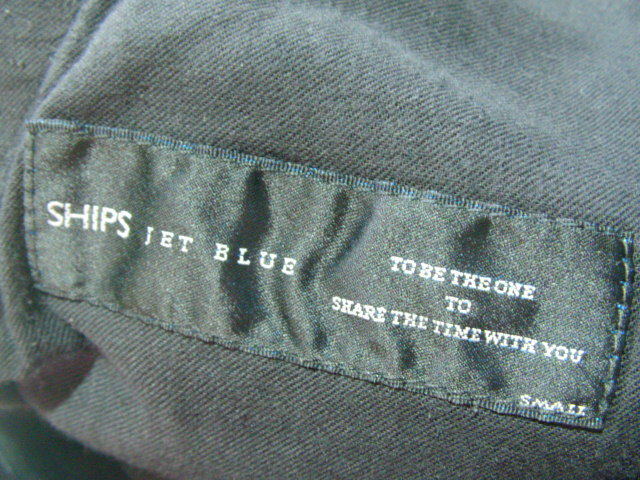 SHIPS JET BLUE
TO BE THE ONE
TO
SHARE THE TIME WITH YOU
SMALL